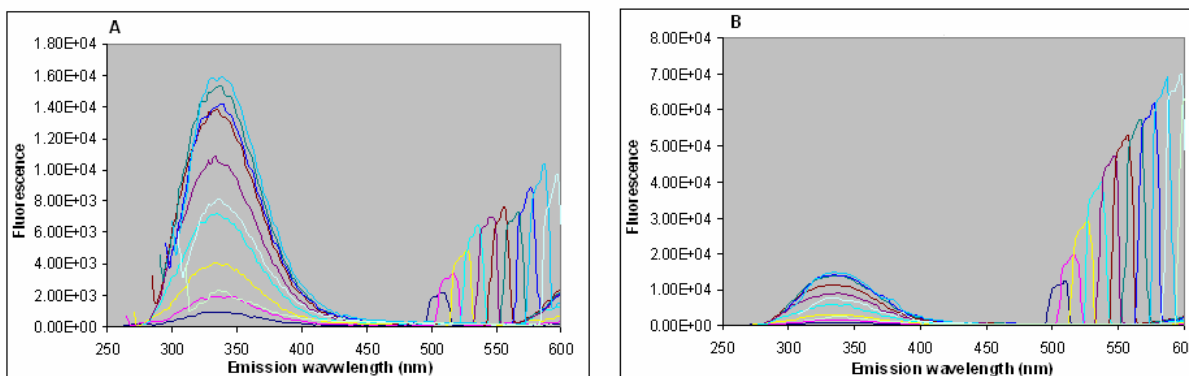 A
Fluorescence
1.80E+04
1.60E+04
1.40E+04
1.20E+04
1.00E+04
8.00E+03
6.00E+03
4.00E+03
2.00E+03
0.00E+00
250 300 350 400 450 500 550 600
Emission wavwlength (nm)
B
Fluorescence
8.00E+04
7.00E+04
6.00E+04
5.00E+04
4.00E+04
3.00E+04
2.00E+04
1.00E+04
0.00E+00
250 300 350 400 450 500 550 600
Emission wavelength (nm)